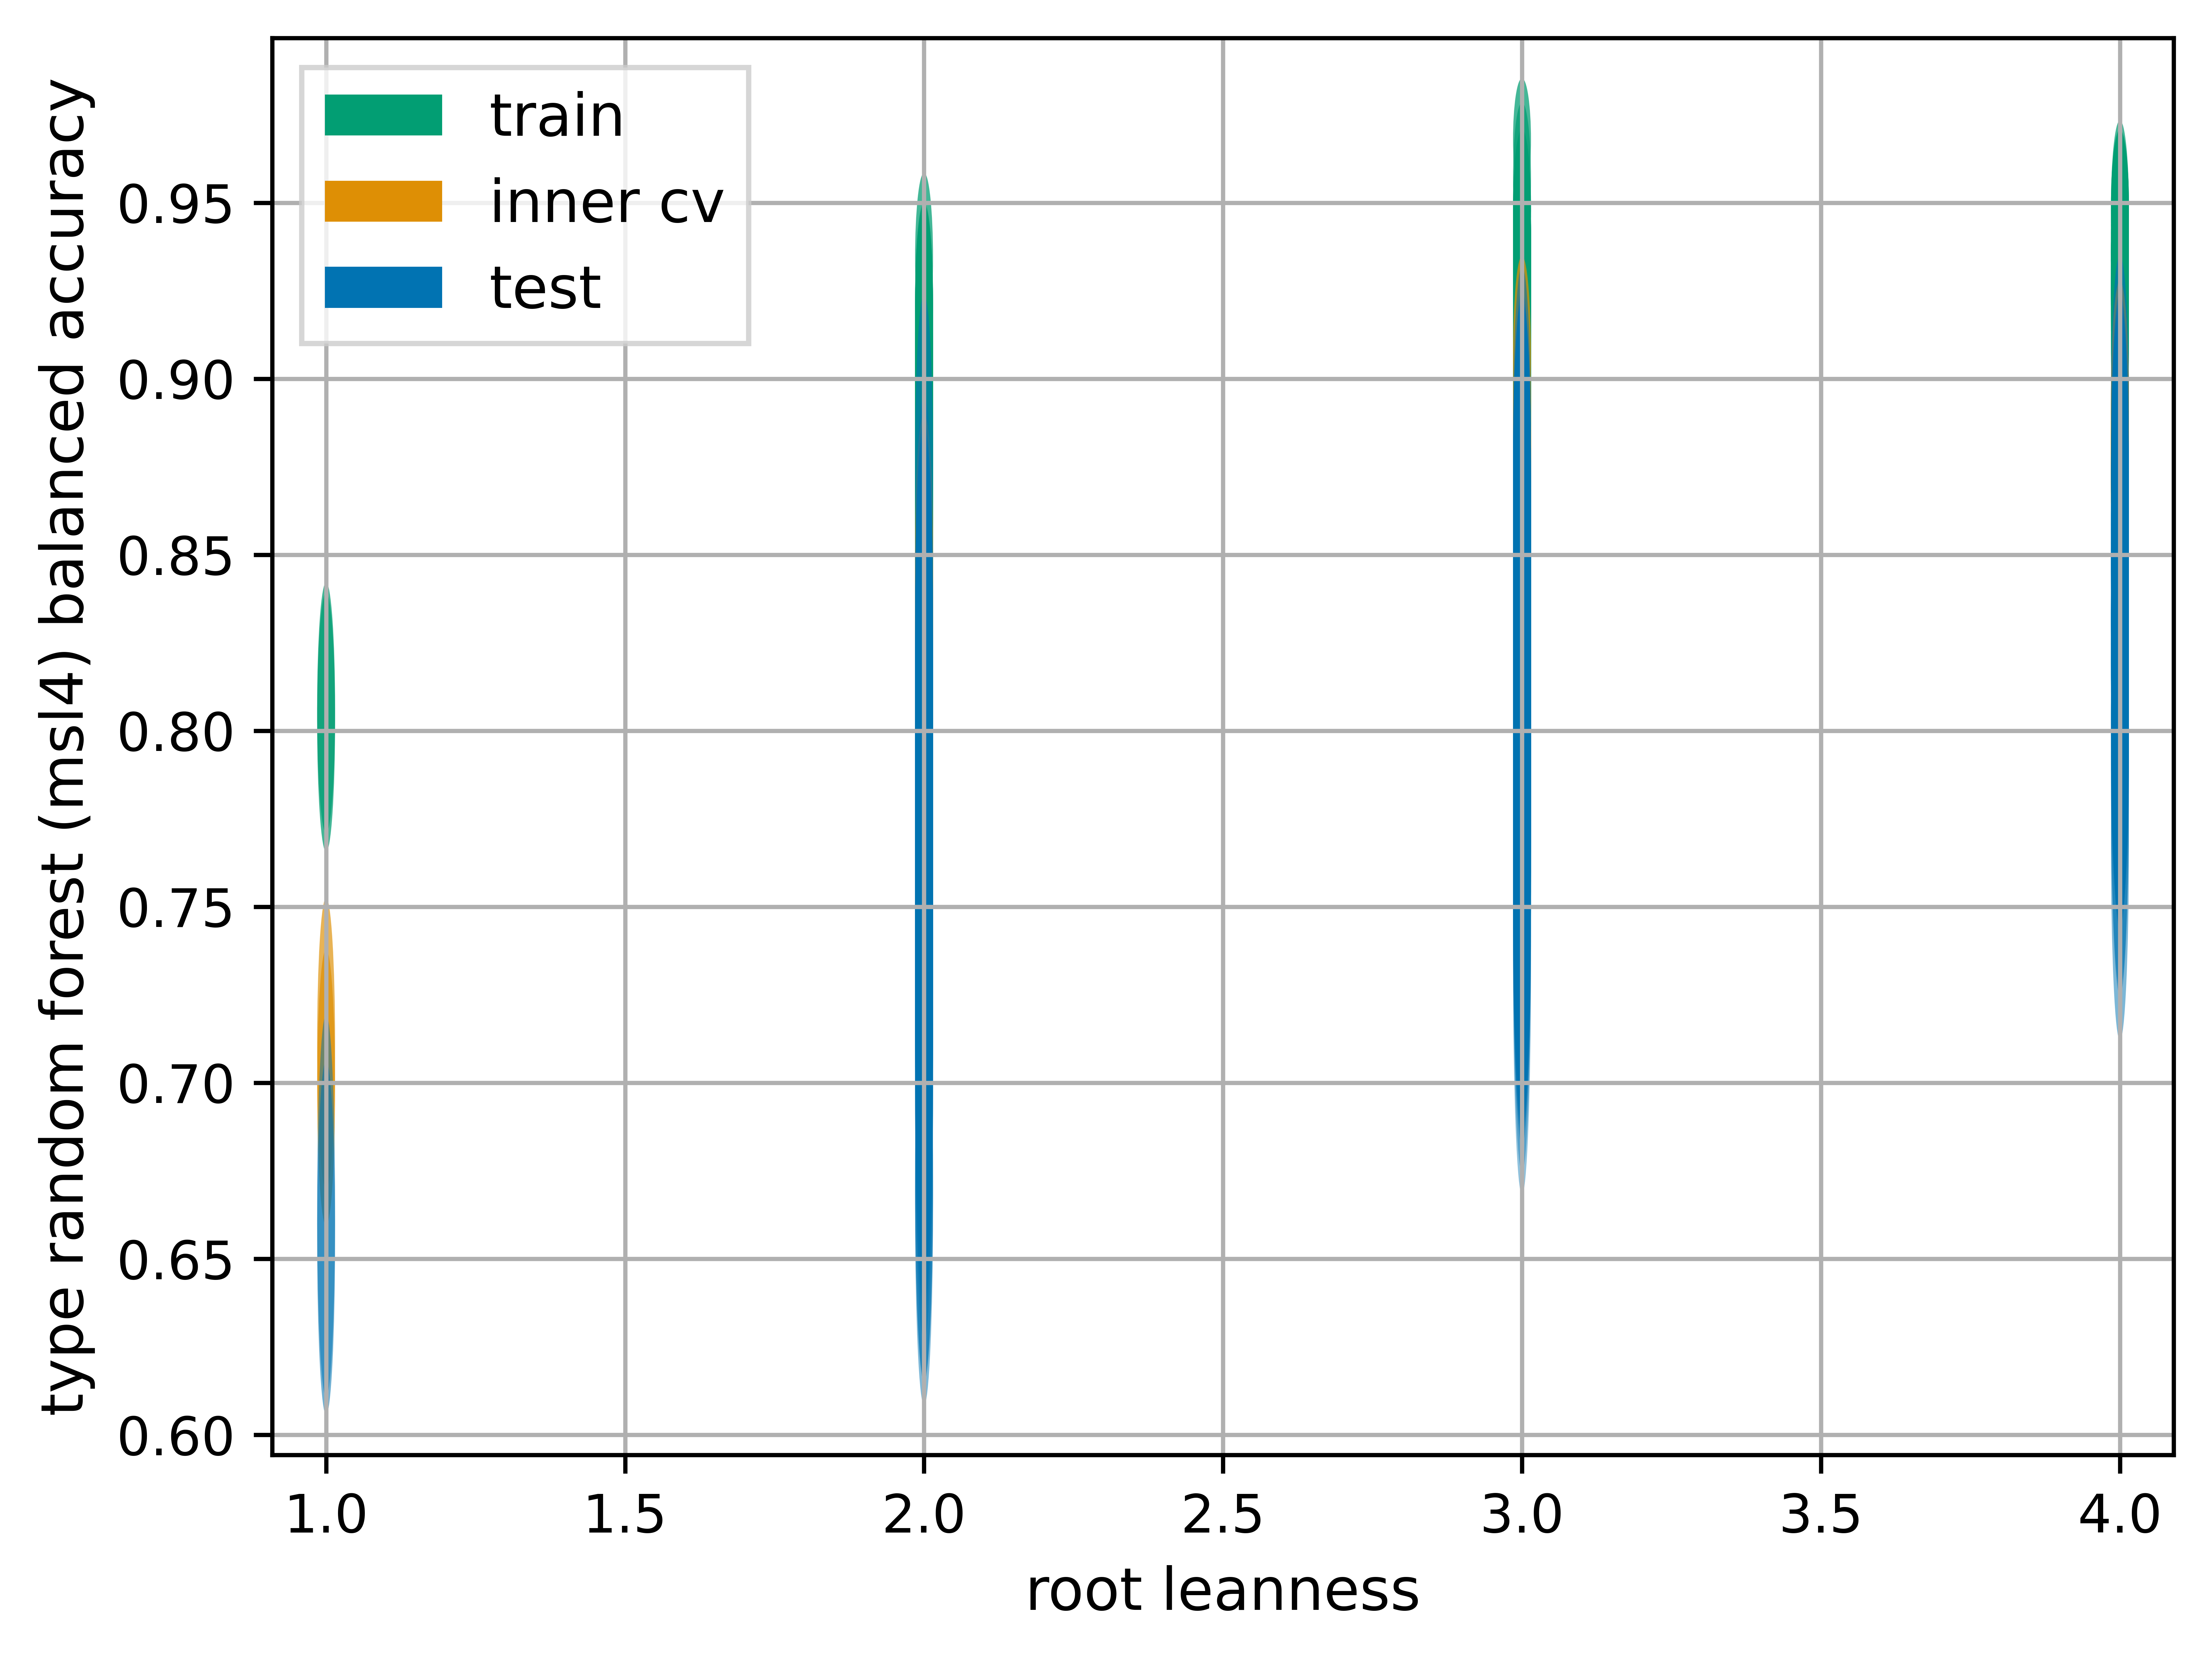 train
inner cv
test
type random forest (msl4) balanced accuracy
0.95
0.90
0.85
0.80
0.75
0.70
0.65
0.60
1.0 1.5 2.0 2.5 3.0 3.5 4.0
root leanness